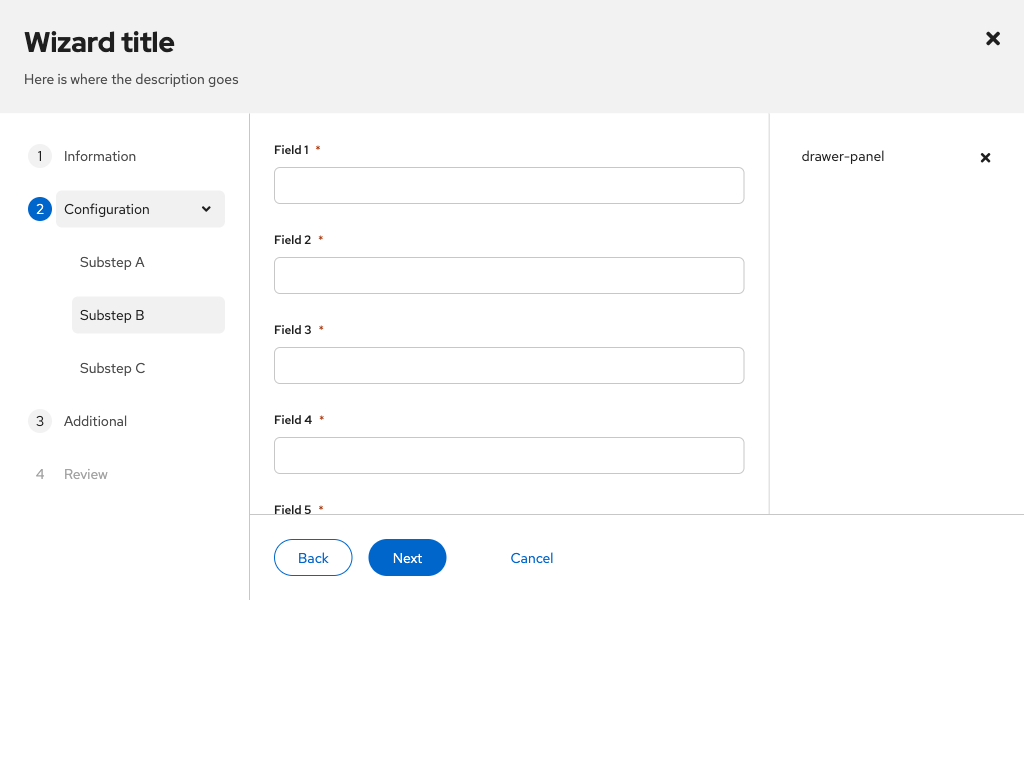 Wizard title
Here is where the description goes
1 Information
2 Configuration
Substep A
Substep B
Substep C
3 Additional
4 Review
Field 1 *
Field 2 *
Field 3 *
Field 4 *
Field 5 *
drawer-panel
Back Next Cancel